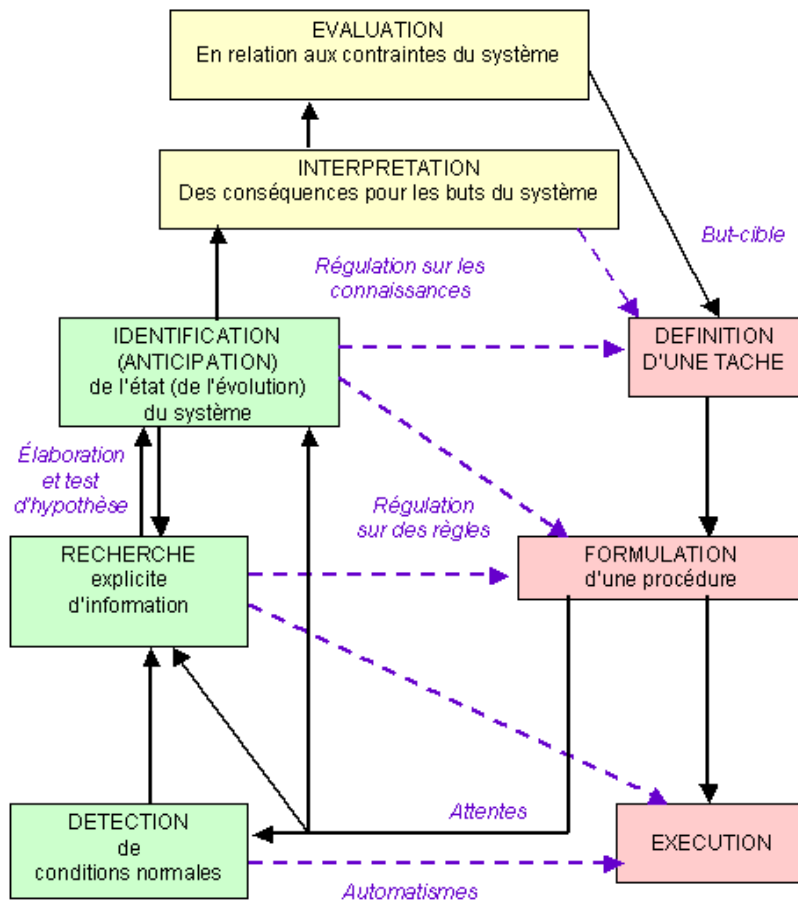 EVALUATION
En relation aux contraintes du système
INTERPRETATION
Des conséquences pour les buts du système
But-cible
Régulation sur les
connaissances
IDENTIFICATION
(ANTICIPATION)
de l'état (de l'évolution)
du système
DEFINITION
D'UNE TACHE
Élaboration
et test
d'hypothèse
Régulation
sur des règles
RECHERCHE
explicite
d'information
FORMULATION
d'une procédure
Attentes
DETECTION
de
conditions normales
EXECUTION
Automatismes